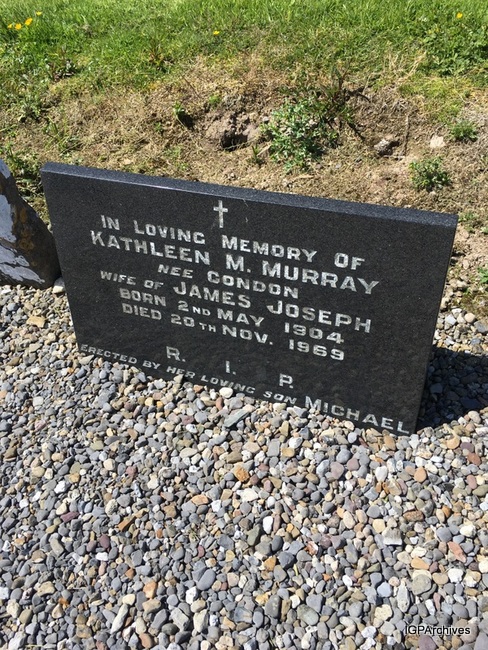 IN LOVING MEMORY OF
KATHLEEN M. MURRAY
NEE CONDON
WIFE OF JAMES JOSEPH
BORN 2ND MAY 1904
DIED 20TH NOV. 1969
R. I. P.
ERECTED BY HER LOVING SON MICHAEL
IGPArchives